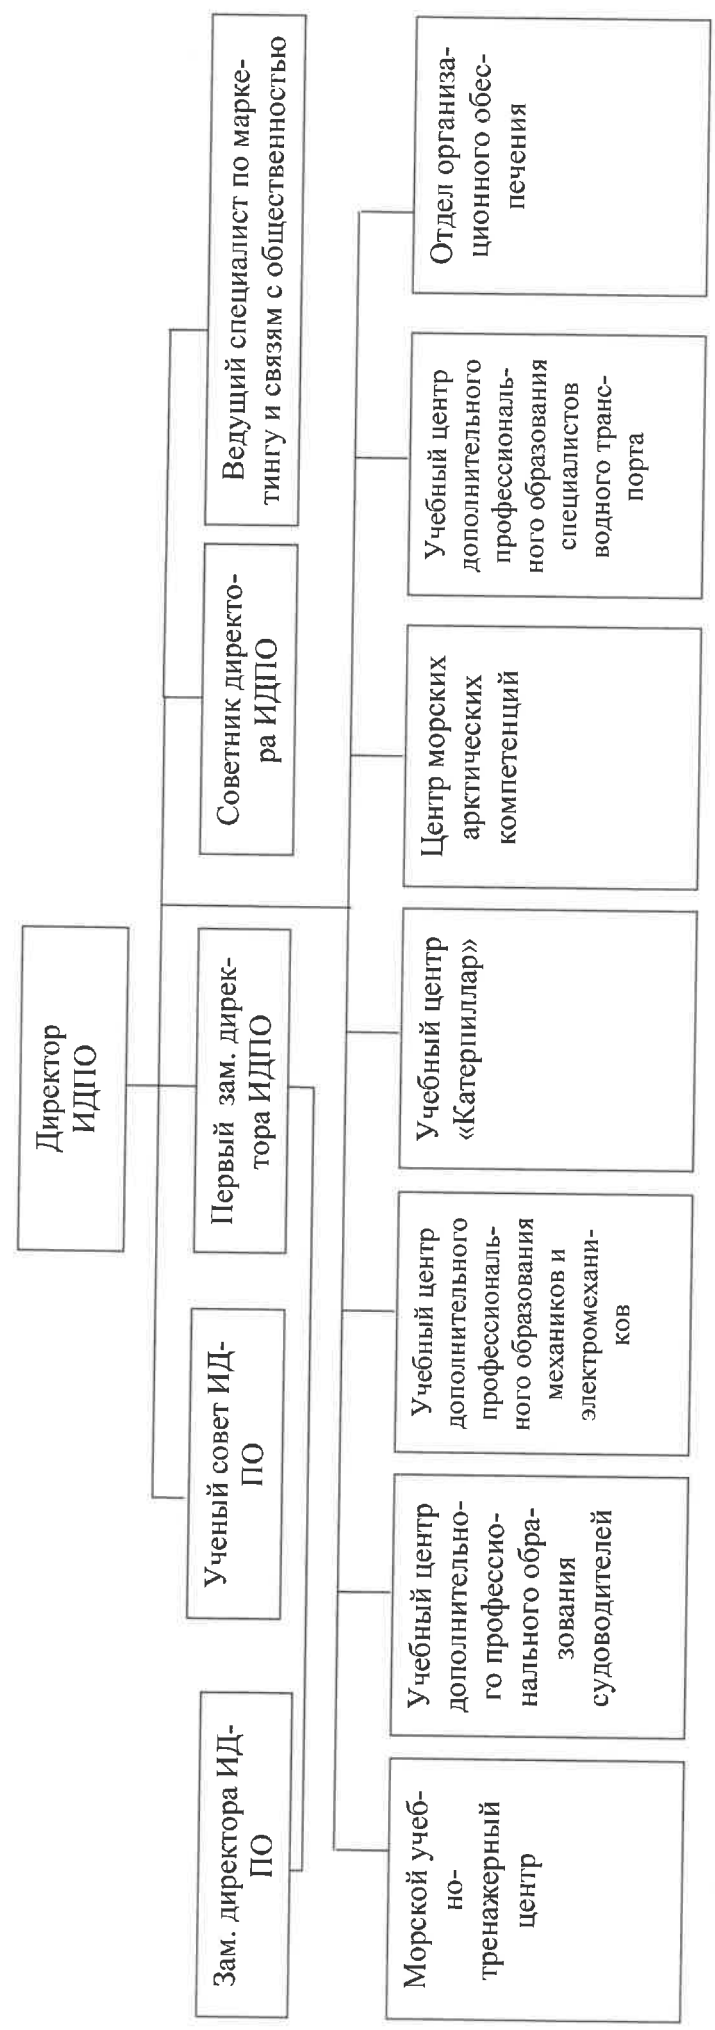 Директор
ИДПО
Зам. директора ИД-
ПО
Ученый совет ИД-
ПО
Первый зам. дирек-
тора ИДПО
Советник директо-
ра ИДПО
Ведущий специалист по марке-
тингу и связям с общественностью
Морской учеб-
но-
тренажерный
центр
Учебный центр
дополнительно-
го профессио-
нального обра-
зования
судоводителей
Учебный центр
дополнительного
профессиональ-
ного образования
механиков и
электромехани-
ков
Учебный центр
«Катерпиллар»
Центр морских
арктических
компетенций
Учебный центр
дополнительного
профессиональ-
ного образования
специалистов
водного транс-
порта
Отдел организа-
ционного обес-
печения